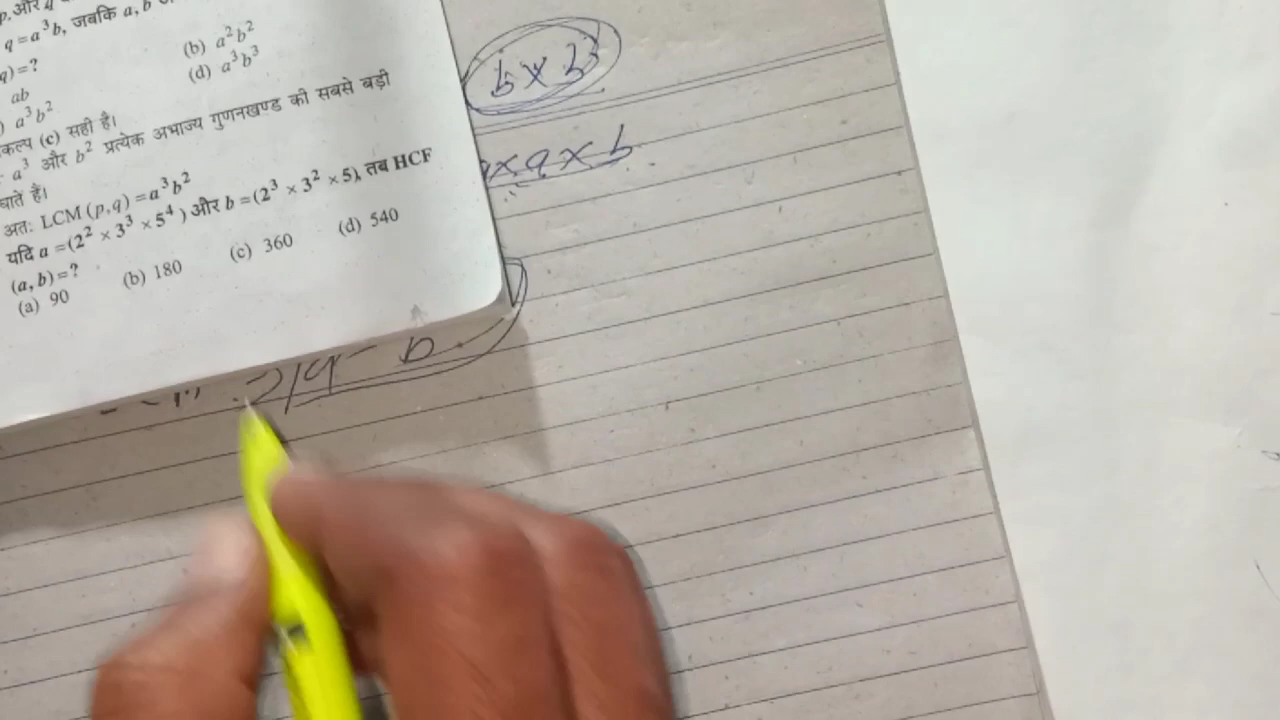 p, और q
q = a³b, जबकि a, b
q) = ?
ab
(b) a²b²
) a³b²
(d) a³b³
कल्प (c) सही है।
a³ और b² प्रत्येक अभाज्य गुणनखण्ड की सबसे बड़ी
घाते हैं।
अतः LCM (p, q) = a³b²
यदि a = (2² × 3³ × 5⁴) और b = (2³ × 3² × 5), तब HCF
(a, b) = ?
(a) 90 (b) 180 (c) 360 (d) 540
b × b
× a × b